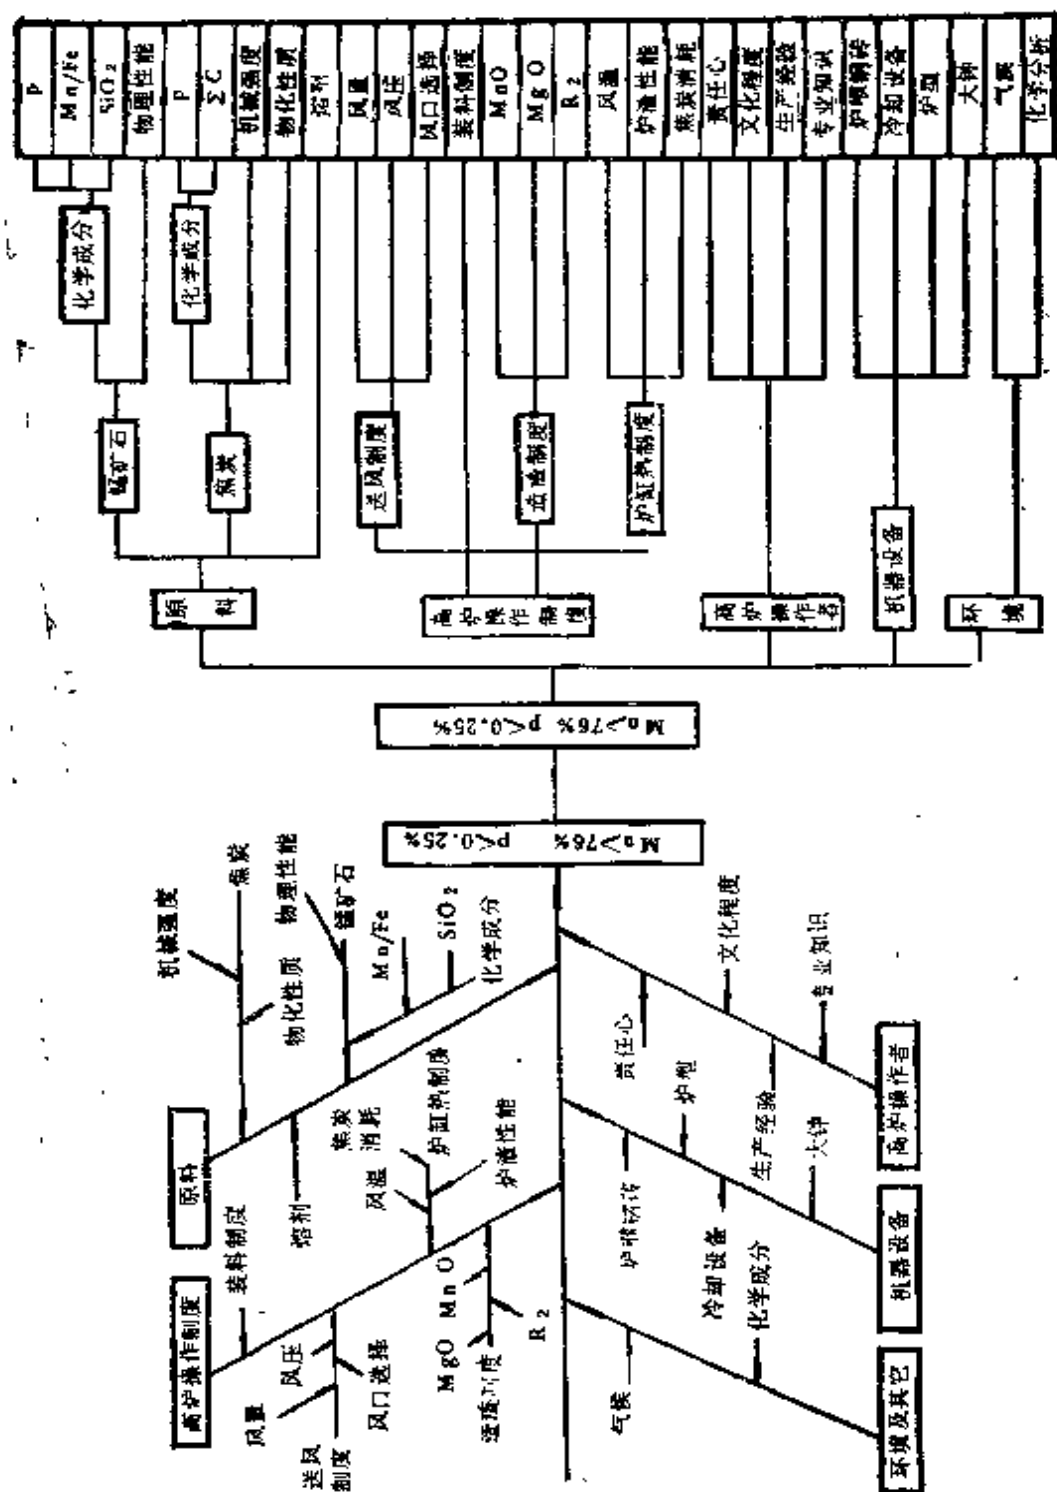 P
Mn/Fe
SiO₂
物理性能
P
ΣC
机械强度
物化性质
熔剂
风量
风压
风口选择
装料制度
MnO
MgO
R₂
风温
炉渣性能
焦炭消耗
责任心
文化程度
生产经验
专业知识
炉喉钢砖
冷却设备
炉型
大钟
气候
化学分析
化学成分
化学成分
锰矿石
焦炭
送风制度
造渣制度
炉缸热制度
原料
高炉操作制度
高炉操作者
机器设备
环境
Mn>76% p<0.25%
Mn>76% p<0.25%
机械强度
焦炭
物化性质
物理性能
锰矿石
Mn/Fe
SiO₂
化学成分
原料
熔剂
装料制度
焦炭
消耗
风温
炉缸热制度
炉渣性能
高炉操作制度
风量
风压
风口选择
送风
制度
MgO
MnO
R₂
造渣制度
责任心
文化程度
生产经验
专业知识
高炉操作者
炉型
炉喉钢砖
冷却设备
大钟
机器设备
气候
化学成分
环境及其它